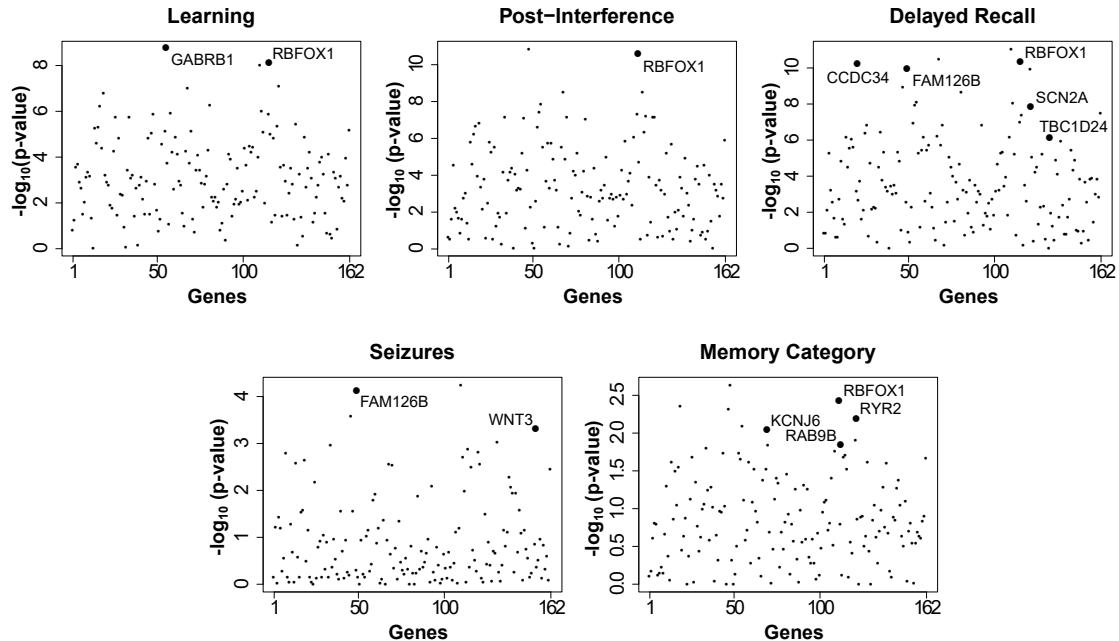 Learning
-log10(p-value)
8
6
4
2
0
GABRB1
RBFOX1
1
50
100
162
Genes
Post-Interference
-log10 (p-value)
10
8
6
4
2
0
RBFOX1
1
50
100
162
Genes
Delayed Recall
-log10 (p-value)
10
8
6
4
2
0
CCDC34
FAM126B
RBFOX1
SCN2A
TBC1D24
1
50
100
162
Genes
Seizures
-log10 (p-value)
4
3
2
1
0
FAM126B
WNT3
1
50
100
162
Genes
Memory Category
-log10 (p-value)
2.5
2.0
1.5
1.0
0.5
0.0
RBFOX1
RYR2
KCNJ6
RAB9B
1
50
100
162
Genes